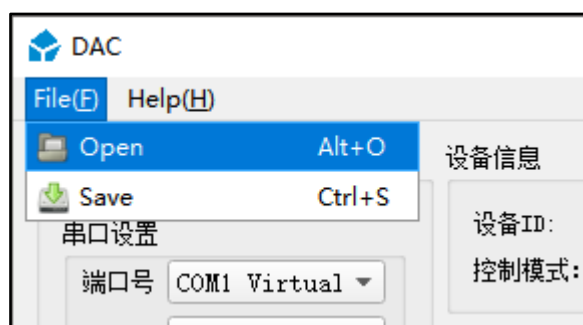 DAC
File(F) Help(H)
Open Alt+O
Save Ctrl+S
设备信息
串口设置
设备ID:
端口号 COM1 Virtual
控制模式: